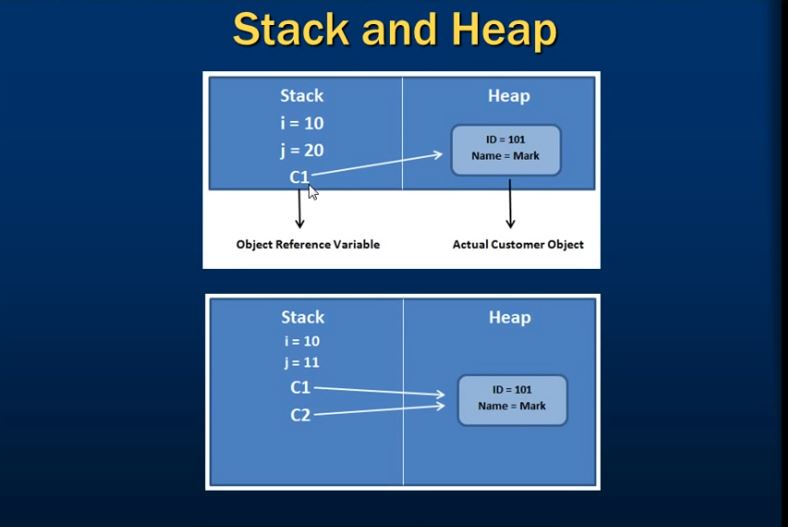 Stack and Heap
Stack
Heap
i = 10
j = 20
C1
ID = 101
Name = Mark
Object Reference Variable
Actual Customer Object
Stack
Heap
i = 10
j = 11
C1
C2
ID = 101
Name = Mark